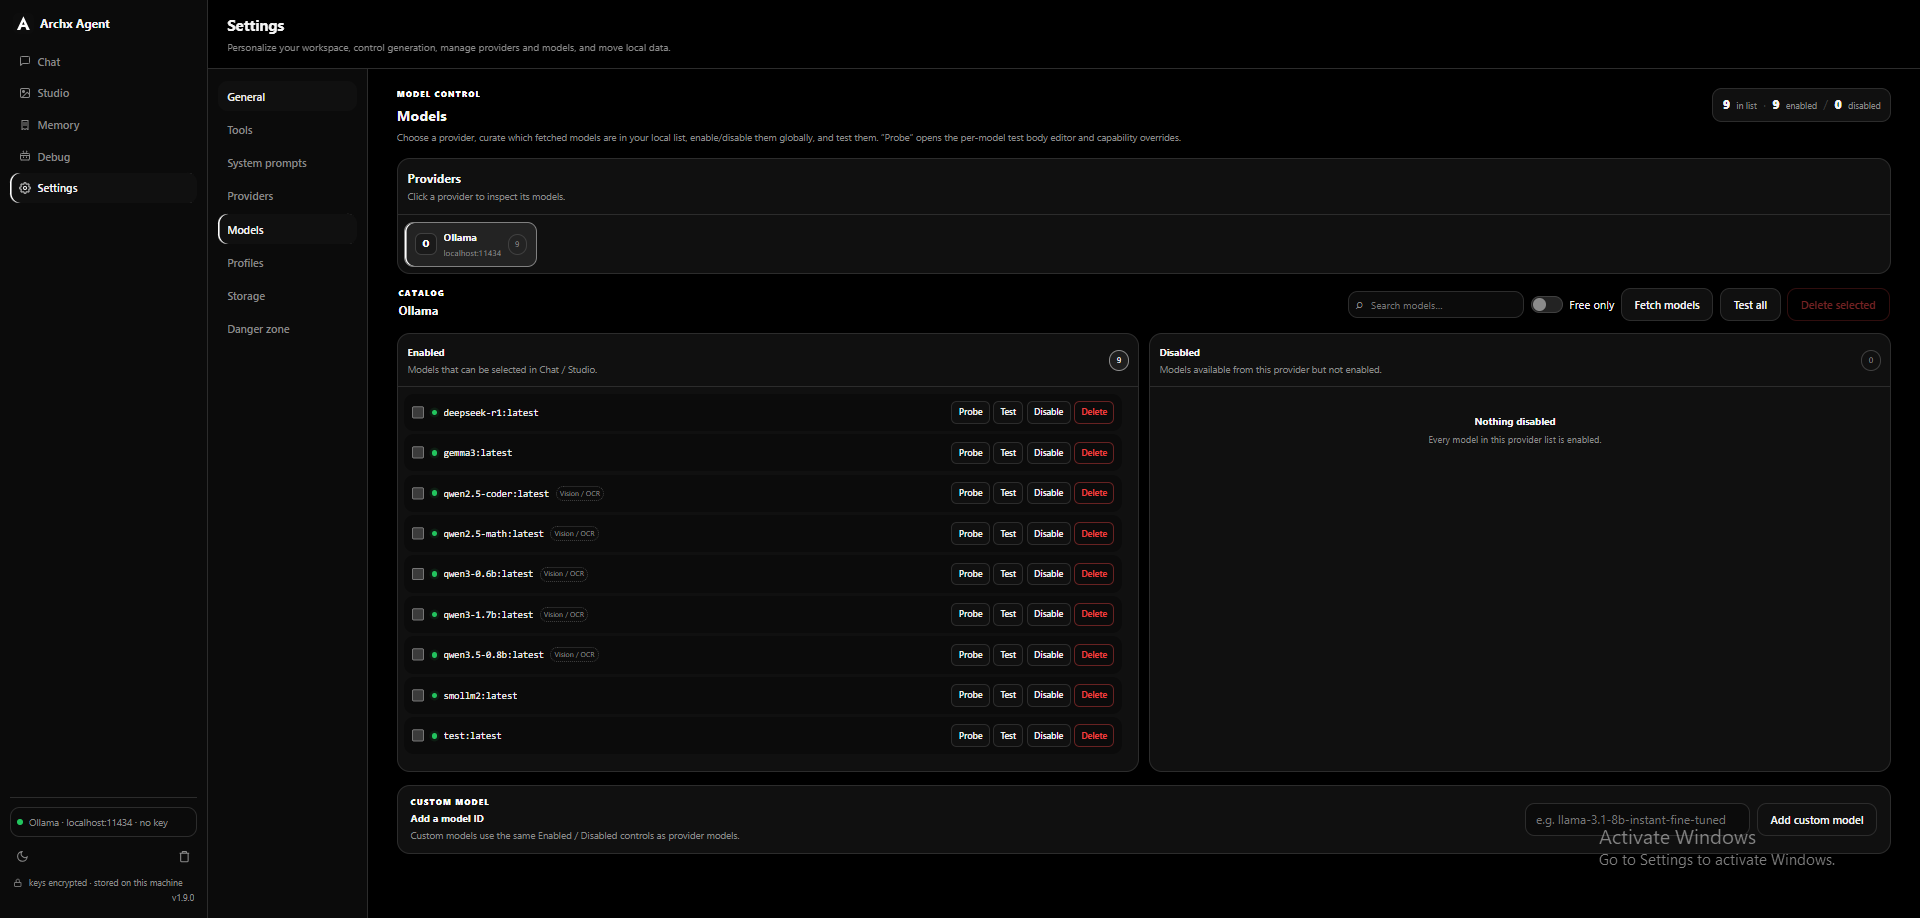 Archx Agent
Chat
Studio
Memory
Debug
Settings
Ollama · localhost:11434 · no key
keys encrypted · stored on this machine
v1.9.0
Settings
Personalize your workspace, control generation, manage providers and models, and move local data.
General
Tools
System prompts
Providers
Models
Profiles
Storage
Danger zone
MODEL CONTROL
Models
Choose a provider, curate which fetched models are in your local list, enable/disable them globally, and test them. "Probe" opens the per-model test body editor and capability overrides.
9 in list · 9 enabled / 0 disabled
Providers
Click a provider to inspect its models.
O Ollama 9
localhost:11434
CATALOG
Ollama
Search models...
Free only
Fetch models
Test all
Delete selected
Enabled 9
Models that can be selected in Chat / Studio.
deepseek-r1:latest Probe Test Disable Delete
gemma3:latest Probe Test Disable Delete
qwen2.5-coder:latest Vision / OCR Probe Test Disable Delete
qwen2.5-math:latest Vision / OCR Probe Test Disable Delete
qwen3-0.6b:latest Vision / OCR Probe Test Disable Delete
qwen3-1.7b:latest Vision / OCR Probe Test Disable Delete
qwen3.5-0.8b:latest Vision / OCR Probe Test Disable Delete
smollm2:latest Probe Test Disable Delete
test:latest Probe Test Disable Delete
Disabled 0
Models available from this provider but not enabled.
Nothing disabled
Every model in this provider list is enabled.
CUSTOM MODEL
Add a model ID
Custom models use the same Enabled / Disabled controls as provider models.
e.g. llama-3.1-8b-instant-fine-tuned
Add custom model
Activate Windows
Go to Settings to activate Windows.